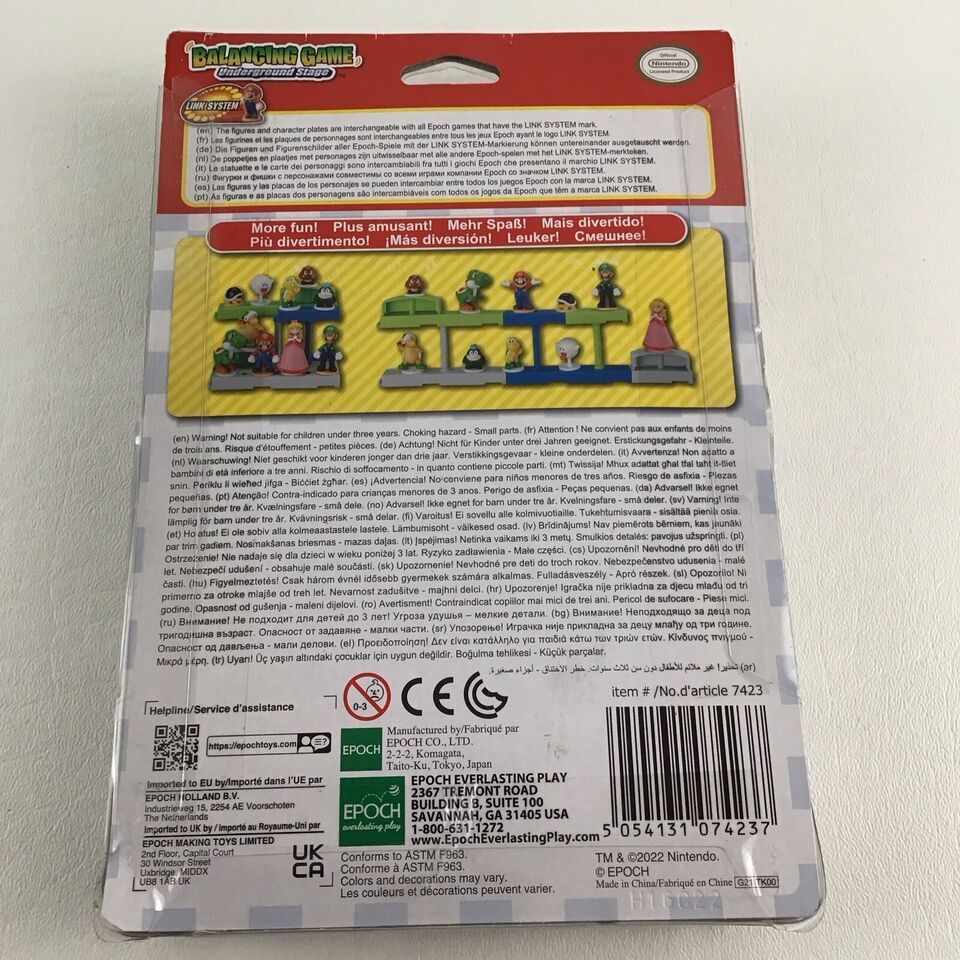 BALANCING GAME
Underground Stage™
LINK SYSTEM
Official
Nintendo
Licensed Product
(en) The figures and character plates are interchangeable with all Epoch games that have the LINK SYSTEM mark.
(fr) Les figurines et les plaques de personnages sont interchangeables entre tous les jeux Epoch ayant le logo LINK SYSTEM.
(de) Die Figuren und Figurenschilder aller Epoch-Spiele mit der LINK SYSTEM-Markierung können untereinander ausgetauscht werden.
(nl) De poppetjes en plaatjes met personages zijn uitwisselbaar met alle andere Epoch-spelen met het LINK SYSTEM-merkteken.
(it) Le statuette e le carte dei personaggi sono intercambiabili fra tutti i giochi Epoch che presentano il marchio LINK SYSTEM.
(ru) Фигурки и фишки с персонажами совместимы со всеми играми компании Epoch со значком LINK SYSTEM.
(es) Las figuras y las placas de los personajes se pueden intercambiar entre todos los juegos Epoch con la marca LINK SYSTEM.
(pt) As figuras e as placas dos personagens são intercambiáveis com todos os jogos da Epoch que têm a marca LINK SYSTEM.
More fun! Plus amusant! Mehr Spaß! Mais divertido!
Più divertimento! ¡Más diversión! Leuker! Смешнее!
(en) Warning! Not suitable for children under three years. Choking hazard - Small parts. (fr) Attention ! Ne convient pas aux enfants de moins
de trois ans. Risque d'étouffement - petites pièces. (de) Achtung! Nicht für Kinder unter drei Jahren geeignet. Erstickungsgefahr - Kleinteile.
(nl) Waarschuwing! Niet geschikt voor kinderen jonger dan drie jaar. Verstikkingsgevaar - kleine onderdelen. (it) Avvertenza! Non adatto a
bambini di età inferiore a tre anni. Rischio di soffocamento - in quanto contiene piccole parti. (mt) Twissija! Mhux adattat għal tfal taħt it-tliet
snin. Periklu li wieħed jifga - Biċċiet żgħar. (es) ¡Advertencia! No conviene para niños menores de tres años. Riesgo de asfixia - Piezas
pequeñas. (pt) Atenção! Contra-indicado para crianças menores de 3 anos. Perigo de asfixia - Peças pequenas. (da) Advarsel! Ikke egnet
for børn under tre år. Kvælningsfare - små dele. (no) Advarsel! Ikke egnet for barn under tre år. Kvelningsfare - små deler. (sv) Varning! Inte
lämplig för barn under tre år. Kvävningsrisk - små delar. (fi) Varoitus! Ei sovellu alle kolmivuotiaille. Tukehtumisvaara - sisältää pieniä osia.
(et) Hoiatus! Ei ole sobiv alla kolmeaastastele lastele. Lämbumisoht - väikesed osad. (lv) Brīdinājums! Nav piemērots bērniem, kas jaunāki
par trim gadiem. Nosmakšanas briesmas - mazas daļas. (lt) Įspėjimas! Netinka vaikams iki 3 metų. Smulkios detalės: pavojus užspringti. (pl)
Ostrzeżenie! Nie nadaje się dla dzieci w wieku poniżej 3 lat. Ryzyko zadławienia - Małe części. (cs) Upozornění! Nevhodné pro děti do tří
let. Nebezpečí udušení - obsahuje malé součásti. (sk) Upozornenie! Nevhodné pre deti do troch rokov. Nebezpečenstvo udusenia - malé
časti. (hu) Figyelmeztetés! Csak három évnél idősebb gyermekek számára alkalmas. Fulladásveszély - Apró részek. (sl) Opozorilo! Ni
primerno za otroke mlajše od treh let. Nevarnost zadušitve - majhni delci. (hr) Upozorenje! Igračka nije prikladna za djecu mlađu od tri
godine. Opasnost od gušenja - maleni dijelovi. (ro) Avertisment! Contraindicat copiilor mai mici de trei ani. Pericol de sufocare - Piese mici.
(ru) Внимание! Не подходит для детей до 3 лет! Угроза удушья – мелкие детали. (bg) Внимание! Неподходящо за деца под
тригодишна възраст. Опасност от задавяне - малки части. (sr) Упозорење! Играчка није прикладна за децу млађу од три године.
Опасност од дављења - мали делови. (el) Προειδοποίηση! Δεν είναι κατάλληλο για παιδιά κάτω των τριών ετών. Κίνδυνος πνιγμού -
Μικρά μέρη. (tr) Uyarı! Üç yaşın altındaki çocuklar için uygun değildir. Boğulma tehlikesi - Küçük parçalar.
(ar) تحذير! غير ملائم للأطفال دون سن ثلاث سنوات. خطر الاختناق - أجزاء صغيرة.
Helpline/Service d'assistance
https://epochtoys.com
0-3
CE
item # /No.d'article 7423
EPOCH
Manufactured by/Fabriqué par
EPOCH CO., LTD.
2-2-2, Komagata,
Taito-Ku, Tokyo, Japan
Imported to EU by/Importé dans l'UE par
EPOCH HOLLAND B.V.
Industrieweg 15, 2254 AE Voorschoten
The Netherlands
Imported to UK by / importé au Royaume-Uni par
EPOCH MAKING TOYS LIMITED
2nd Floor, Capital Court
30 Windsor Street
Uxbridge, MIDDX
UB8 1AB UK
UK
CA
EPOCH
everlasting play
EPOCH EVERLASTING PLAY
2367 TREMONT ROAD
BUILDING B, SUITE 100
SAVANNAH, GA 31405 USA
1-800-631-1272
www.EpochEverlastingPlay.com
Conforms to ASTM F963.
Conforme à ASTM F963.
Colors and decorations may vary.
Les couleurs et décorations peuvent varier.
5 054131 074237
TM & ©2022 Nintendo.
© EPOCH
Made in China/Fabriqué en Chine G21 TK00